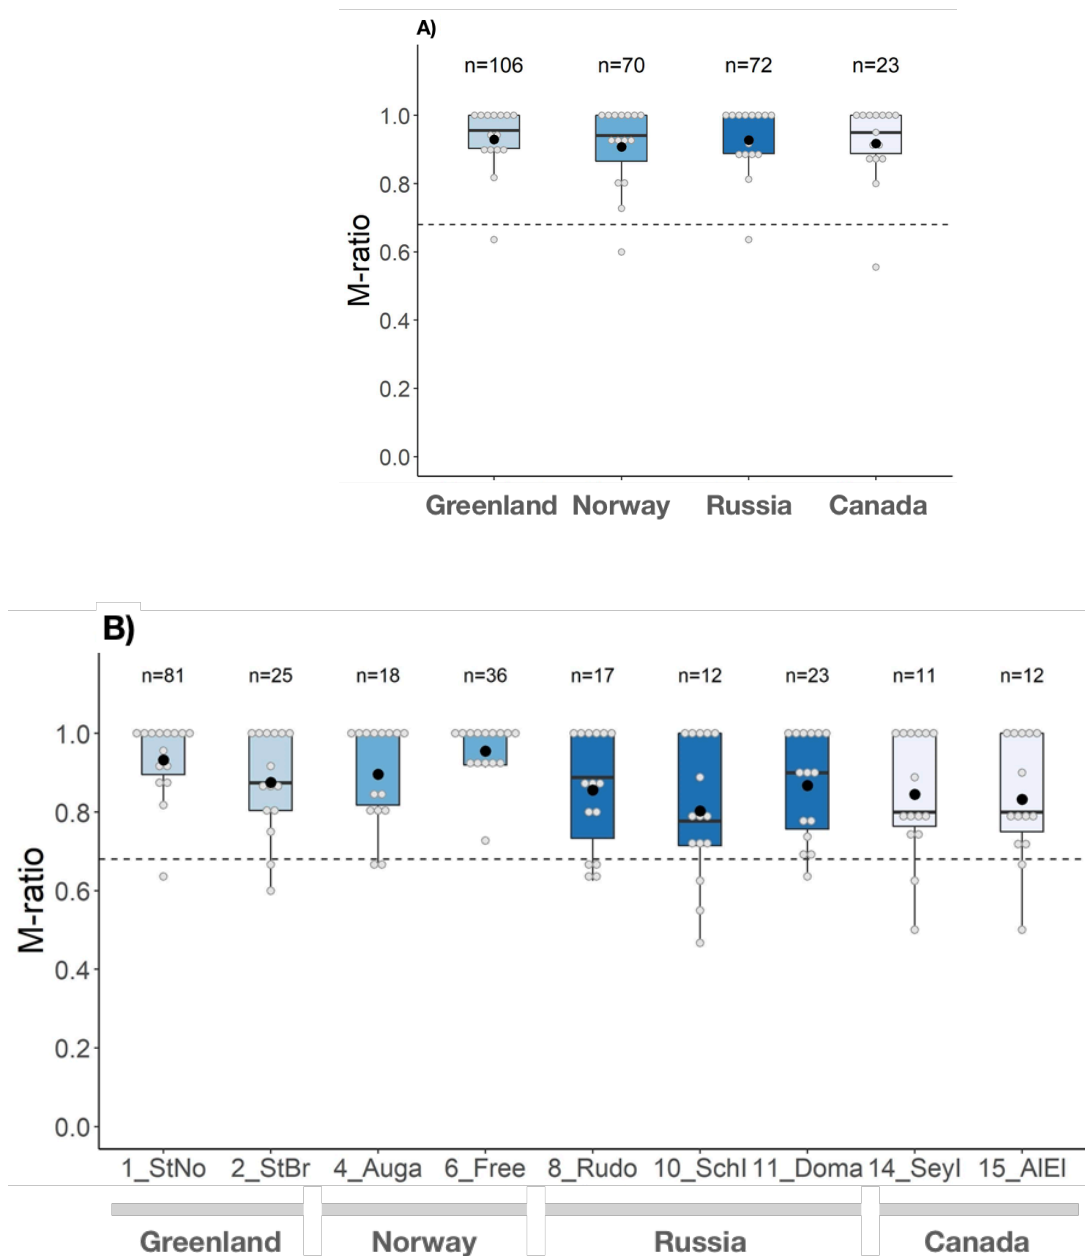 A)
n=106 n=70 n=72 n=23
1.0
0.8
0.6
0.4
0.2
0.0
M-ratio
Greenland Norway Russia Canada
B)
n=81 n=25 n=18 n=36 n=17 n=12 n=23 n=11 n=12
1.0
0.8
0.6
0.4
0.2
0.0
M-ratio
1_StNo 2_StBr 4_Auga 6_Free 8_Rudo 10_Schl 11_Doma 14_Seyl 15_AlEl
Greenland Norway Russia Canada